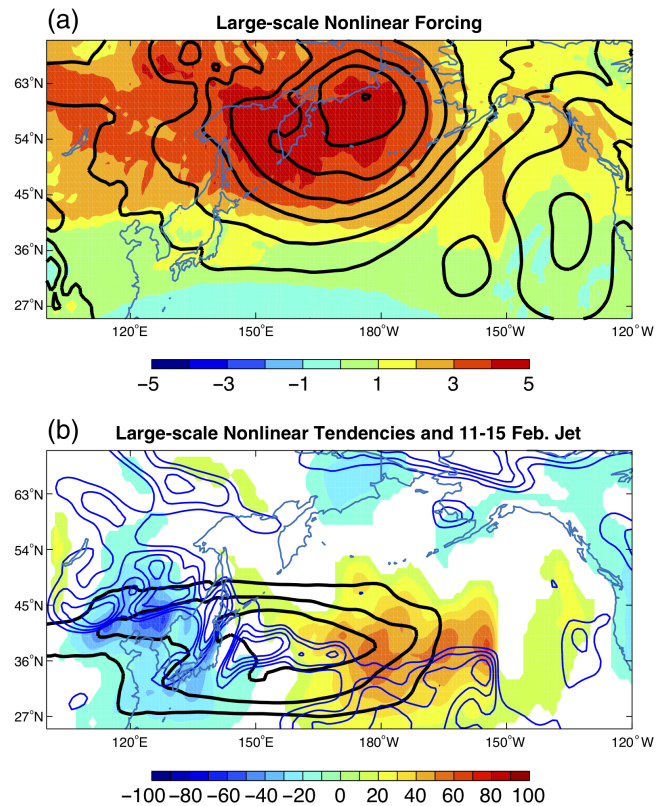 (a) Large-scale Nonlinear Forcing
63°N
54°N
45°N
36°N
27°N
120°E 150°E 180°W 150°W 120°W
−5 −3 −1 1 3 5
(b) Large-scale Nonlinear Tendencies and 11-15 Feb. Jet
63°N
54°N
45°N
36°N
27°N
120°E 150°E 180°W 150°W 120°W
−100 −80 −60 −40 −20 0 20 40 60 80 100